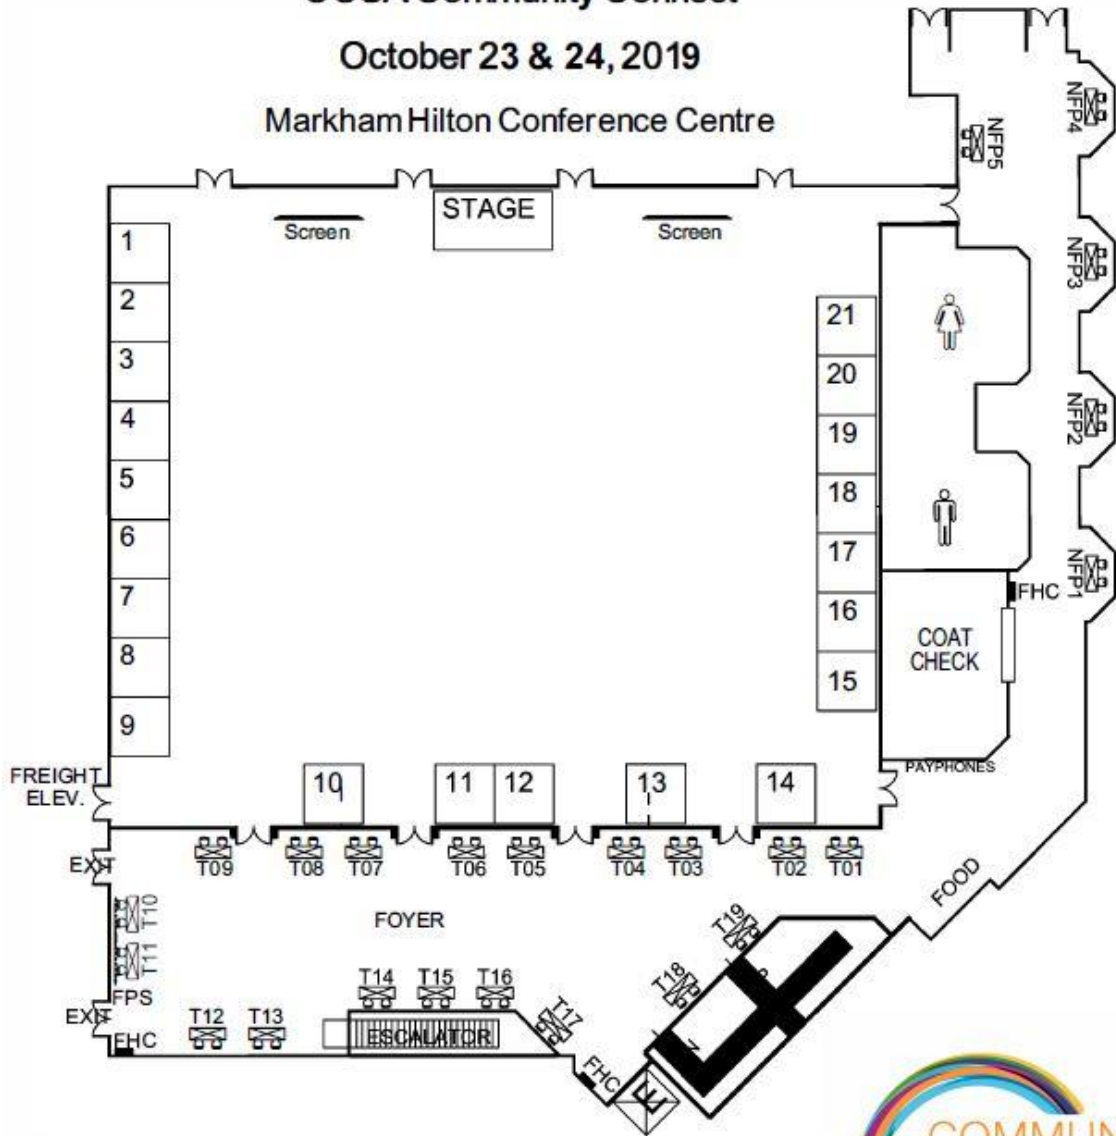 October 23 & 24, 2019
Markham Hilton Conference Centre
NFP4
NFP5
STAGE
Screen
Screen
1
2
3
4
5
6
7
8
9
21
20
19
18
17
16
15
NFP3
NFP2
NFP1
FHC
COAT
CHECK
PAYPHONES
FREIGHT
ELEV.
10
11
12
13
14
EXIT
T09
T08
T07
T06
T05
T04
T03
T02
T01
FOOD
T10
T11
FOYER
T19
T18
FPS
EXIT
FHC
T12
T13
T14
T15
T16
T17
ESCALATOR
FHC
E